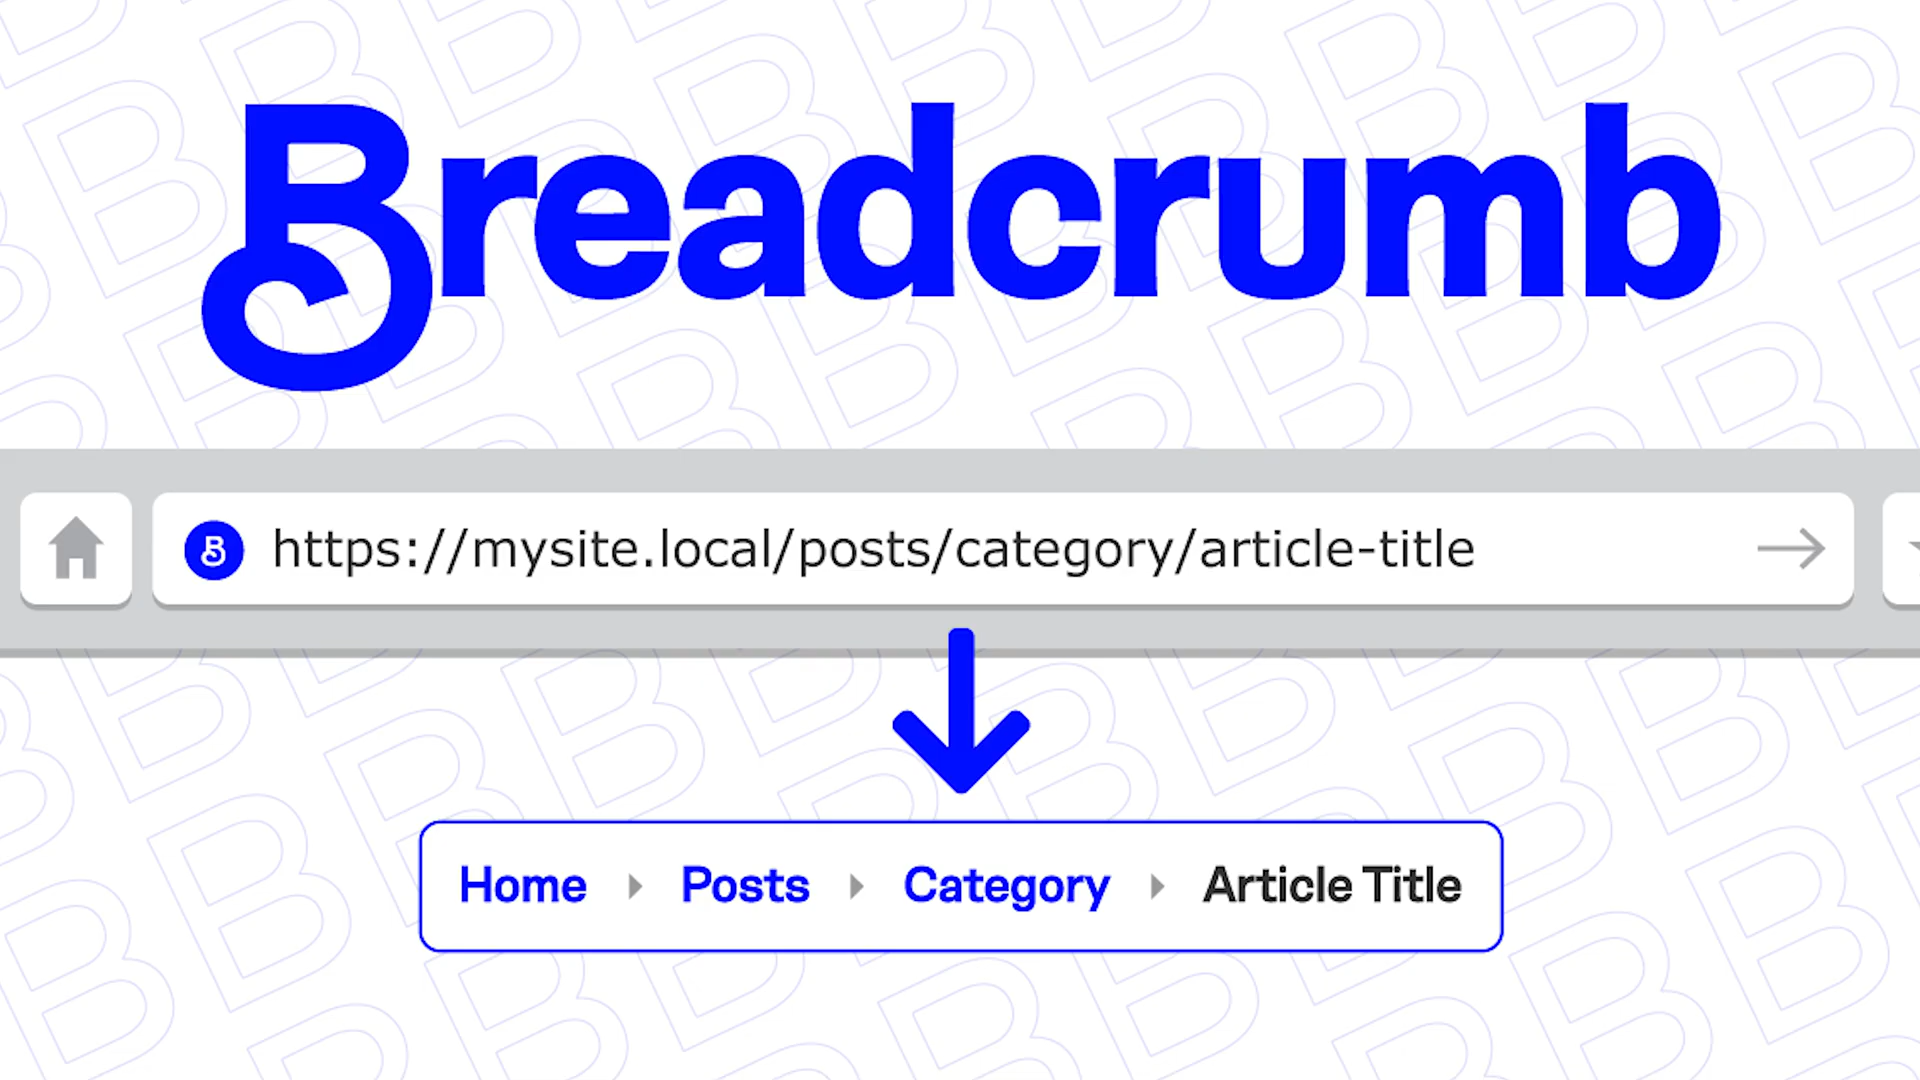 Breadcrumb
B https://mysite.local/posts/category/article-title
Home Posts Category Article Title